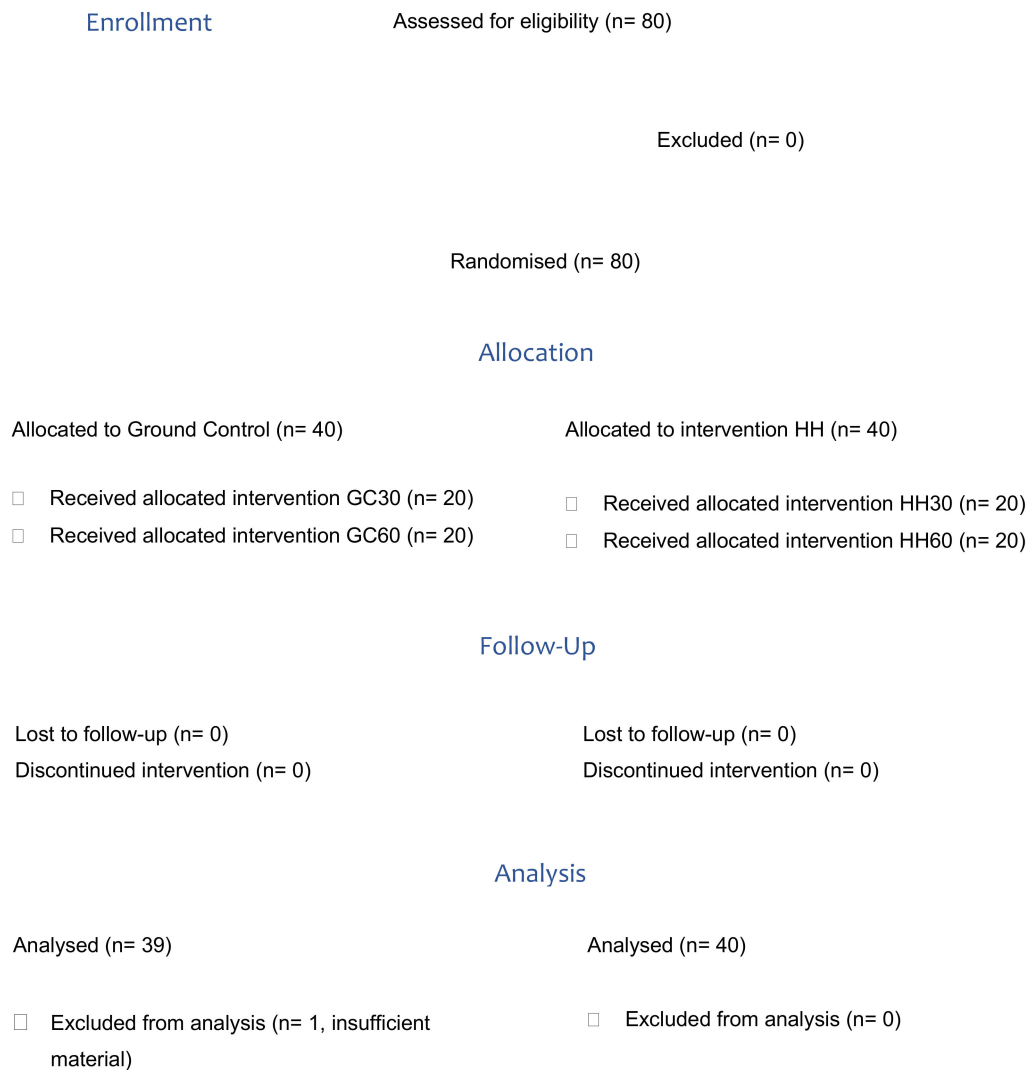 Enrollment
Assessed for eligibility (n= 80)
Excluded (n= 0)
Randomised (n= 80)
Allocation
Allocated to Ground Control (n= 40)
□ Received allocated intervention GC30 (n= 20)
□ Received allocated intervention GC60 (n= 20)
Allocated to intervention HH (n= 40)
□ Received allocated intervention HH30 (n= 20)
□ Received allocated intervention HH60 (n= 20)
Follow-Up
Lost to follow-up (n= 0)
Discontinued intervention (n= 0)
Lost to follow-up (n= 0)
Discontinued intervention (n= 0)
Analysis
Analysed (n= 39)
□ Excluded from analysis (n= 1, insufficient
material)
Analysed (n= 40)
□ Excluded from analysis (n= 0)